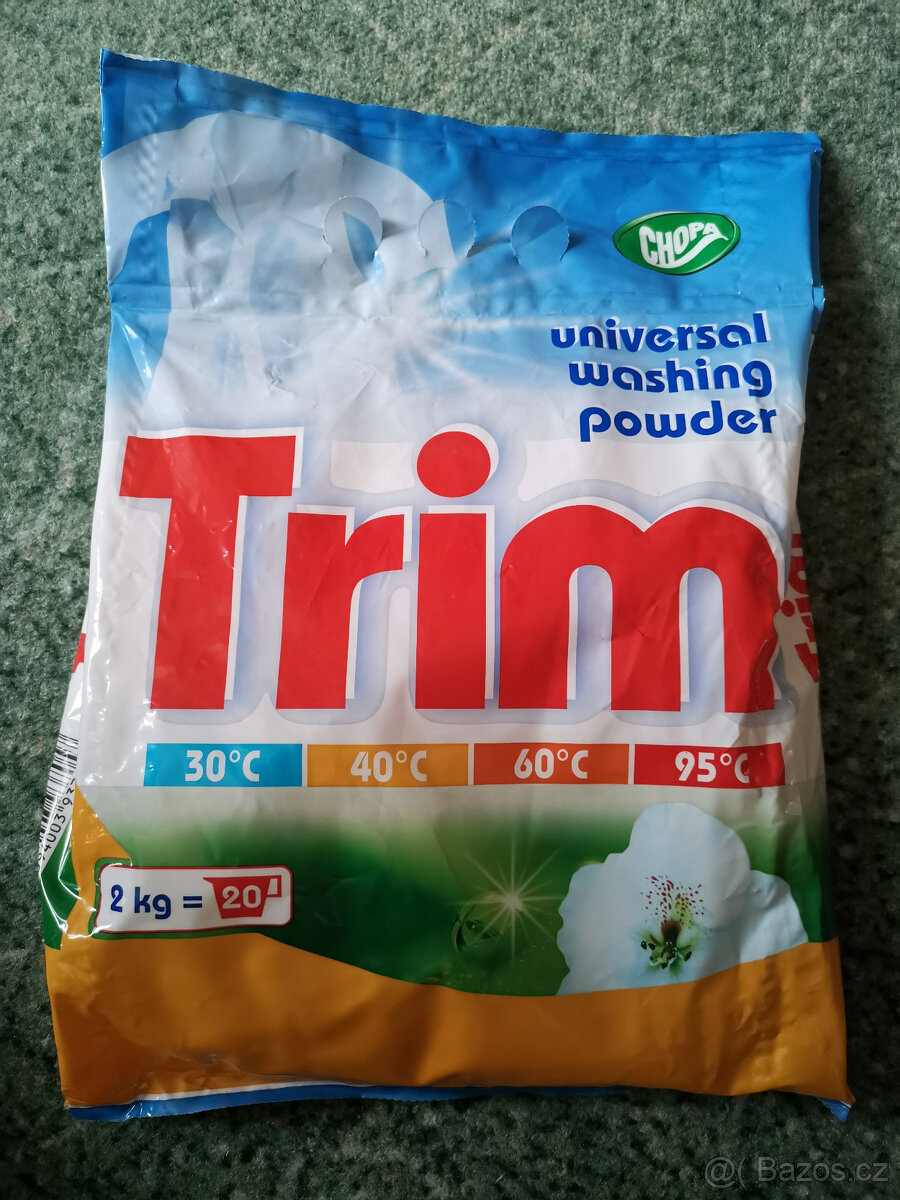 CHOPA
universal
washing
powder
Trim
30°C 40°C 60°C 95°C
2 kg = 20
@( Bazos.cz